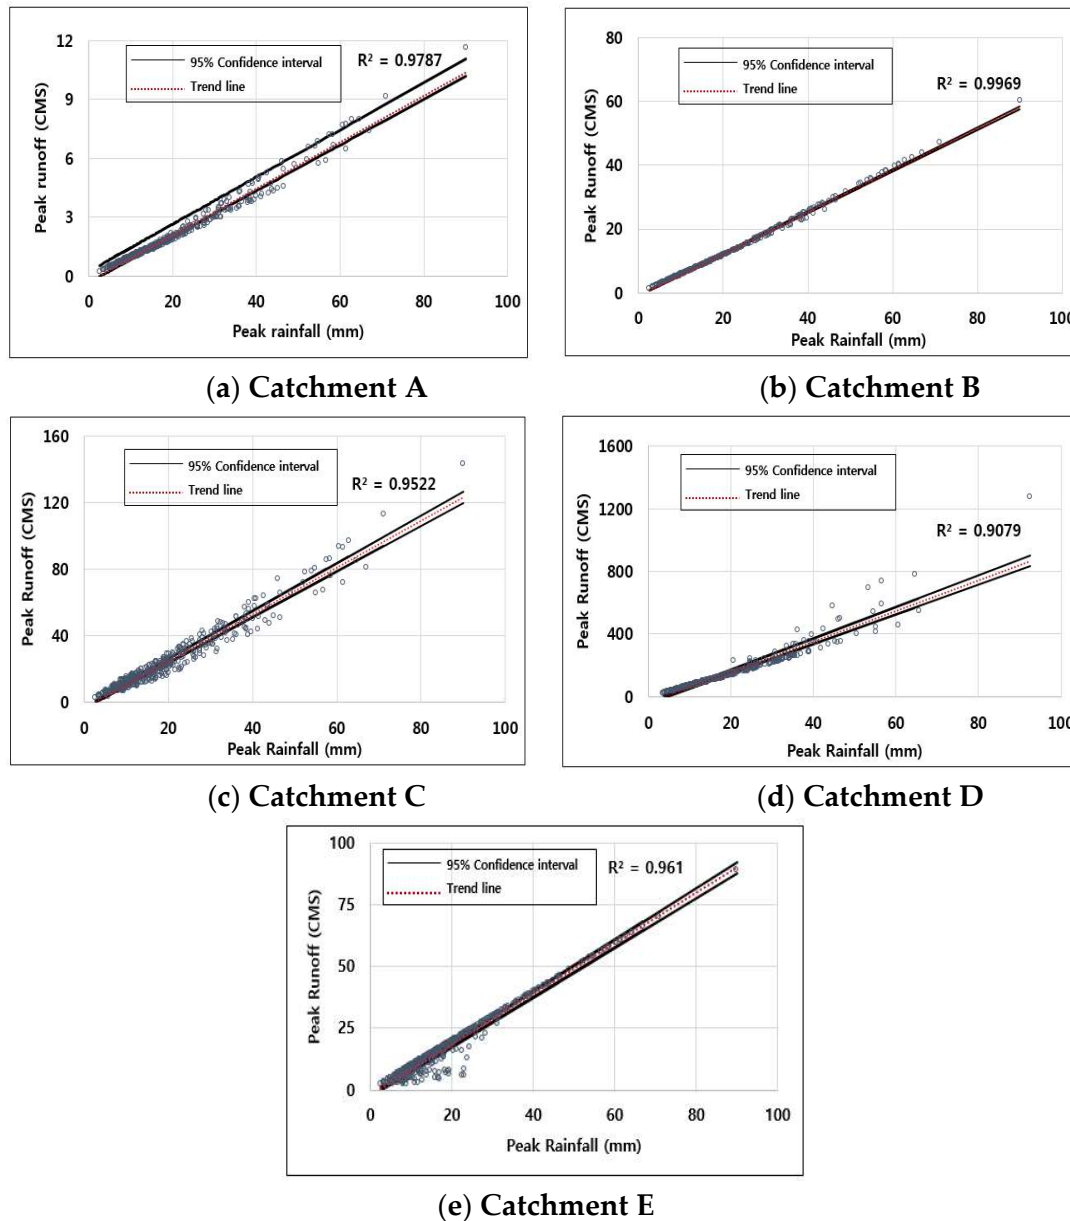 12
95% Confidence interval
R² = 0.9787
Trend line
9
6
3
0
Peak runoff (CMS)
0 20 40 60 80 100
Peak rainfall (mm)
(a) Catchment A
80
95% Confidence interval
R² = 0.9969
Trend line
60
40
20
0
Peak Runoff (CMS)
0 20 40 60 80 100
Peak Rainfall (mm)
(b) Catchment B
160
95% Confidence interval
R² = 0.9522
Trend line
120
80
40
0
Peak Runoff (CMS)
0 20 40 60 80 100
Peak Rainfall (mm)
(c) Catchment C
1600
95% Confidence interval
Trend line
R² = 0.9079
1200
800
400
0
Peak Runoff (CMS)
0 20 40 60 80 100
Peak Rainfall (mm)
(d) Catchment D
100
95% Confidence interval
R² = 0.961
Trend line
75
50
25
0
Peak Runoff (CMS)
0 20 40 60 80 100
Peak Rainfall (mm)
(e) Catchment E